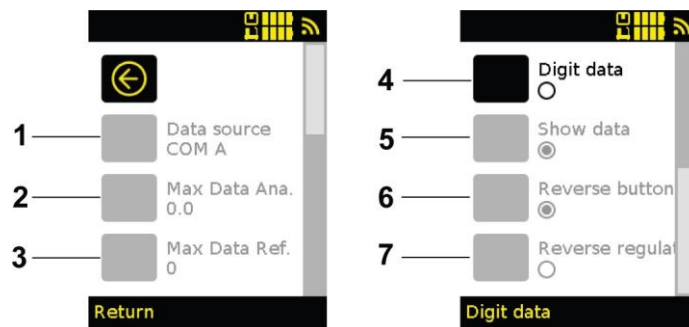 1
Data source
COM A
2
Max Data Ana.
0.0
3
Max Data Ref.
0
Return
4
Digit data
5
Show data
6
Reverse button
7
Reverse regulat
Digit data